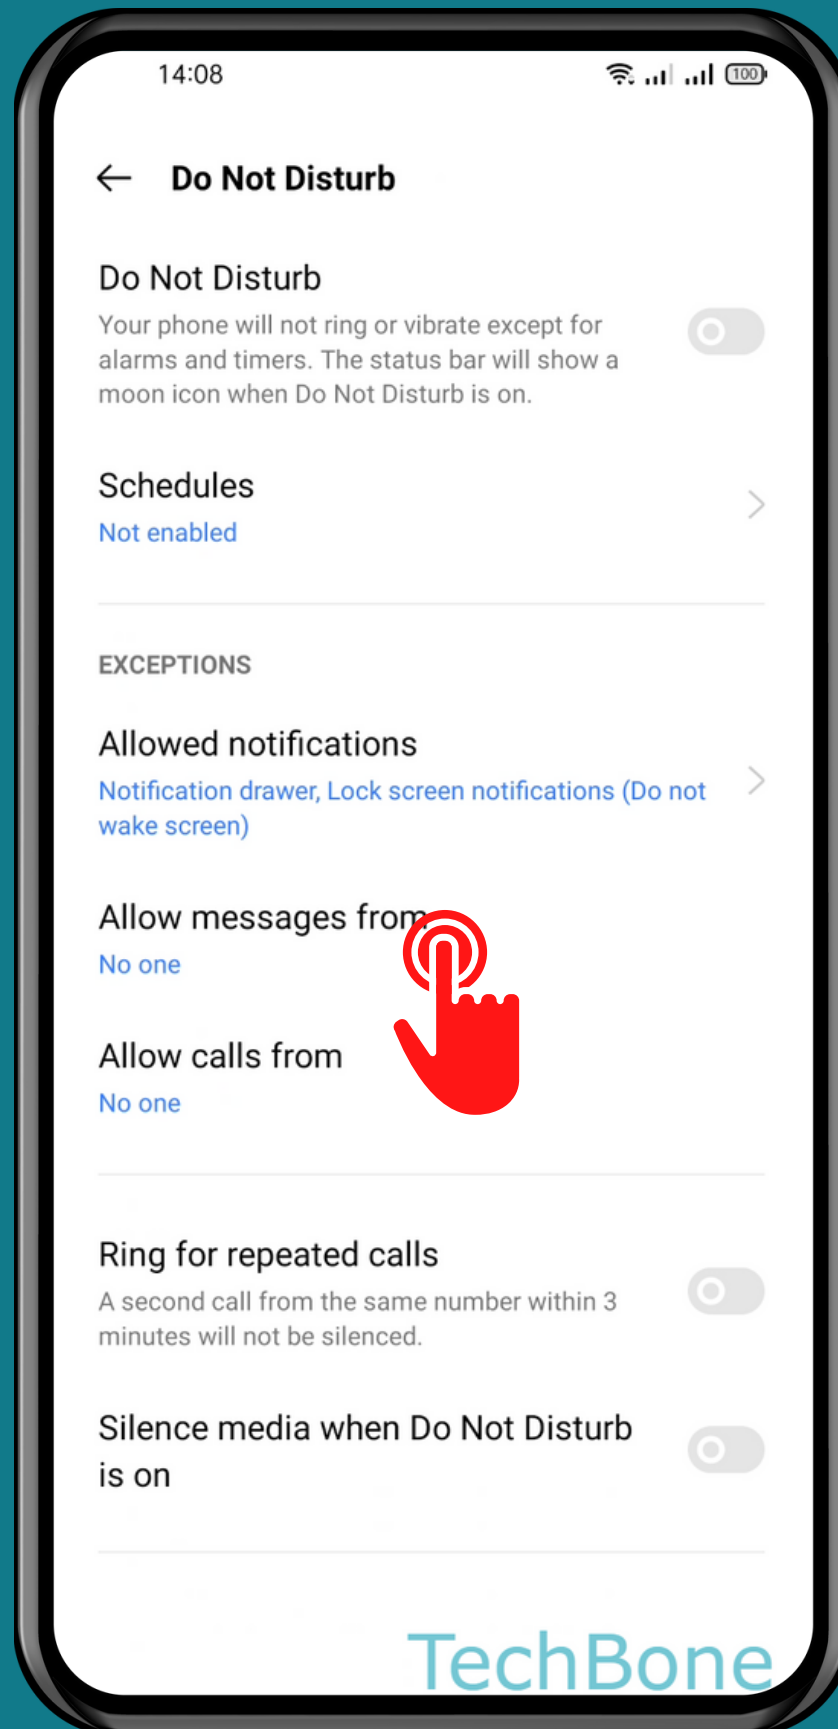 14:08
100
Do Not Disturb
Do Not Disturb
Your phone will not ring or vibrate except for
alarms and timers. The status bar will show a
moon icon when Do Not Disturb is on.
Schedules
Not enabled
EXCEPTIONS
Allowed notifications
Notification drawer, Lock screen notifications (Do not
wake screen)
Allow messages from
No one
Allow calls from
No one
Ring for repeated calls
A second call from the same number within 3
minutes will not be silenced.
Silence media when Do Not Disturb
is on
TechBone